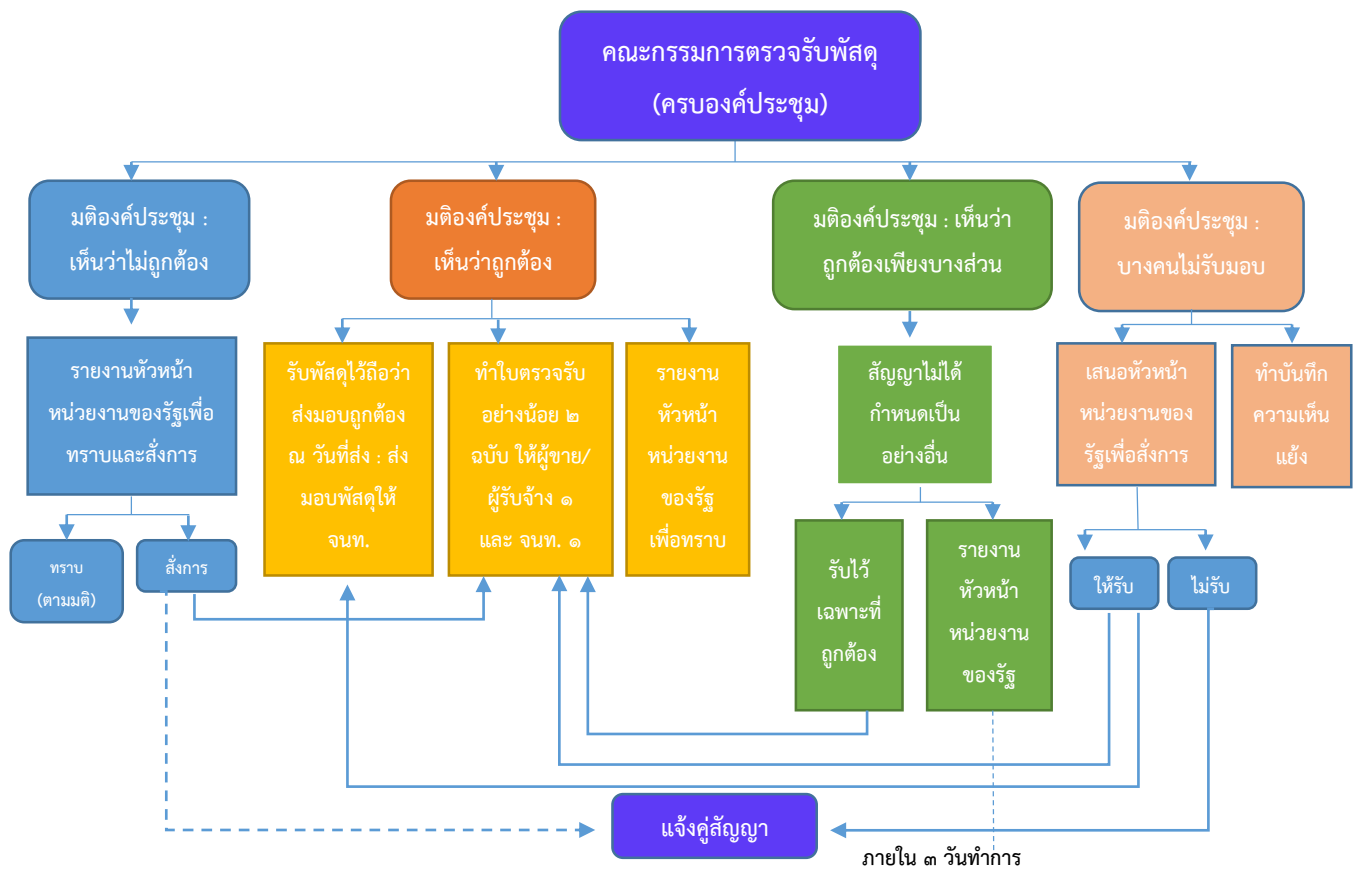 คณะกรรมการตรวจรับพัสดุ
(ครบองค์ประชุม)
มติองค์ประชุม :
เห็นว่าไม่ถูกต้อง
มติองค์ประชุม :
เห็นว่าถูกต้อง
มติองค์ประชุม : เห็นว่า
ถูกต้องเพียงบางส่วน
มติองค์ประชุม :
บางคนไม่รับมอบ
รายงานหัวหน้า
หน่วยงานของรัฐเพื่อ
ทราบและสั่งการ
รับพัสดุไว้ถือว่า
ส่งมอบถูกต้อง
ณ วันที่ส่ง : ส่ง
มอบพัสดุให้
จนท.
ทำใบตรวจรับ
อย่างน้อย ๒
ฉบับ ให้ผู้ขาย/
ผู้รับจ้าง ๑
และ จนท. ๑
รายงาน
หัวหน้า
หน่วยงาน
ของรัฐ
เพื่อทราบ
สัญญาไม่ได้
กำหนดเป็น
อย่างอื่น
เสนอหัวหน้า
หน่วยงานของ
รัฐเพื่อสั่งการ
ทำบันทึก
ความเห็น
แย้ง
ทราบ
(ตามมติ)
สั่งการ
รับไว้
เฉพาะที่
ถูกต้อง
รายงาน
หัวหน้า
หน่วยงาน
ของรัฐ
ให้รับ
ไม่รับ
แจ้งคู่สัญญา
ภายใน ๓ วันทำการ